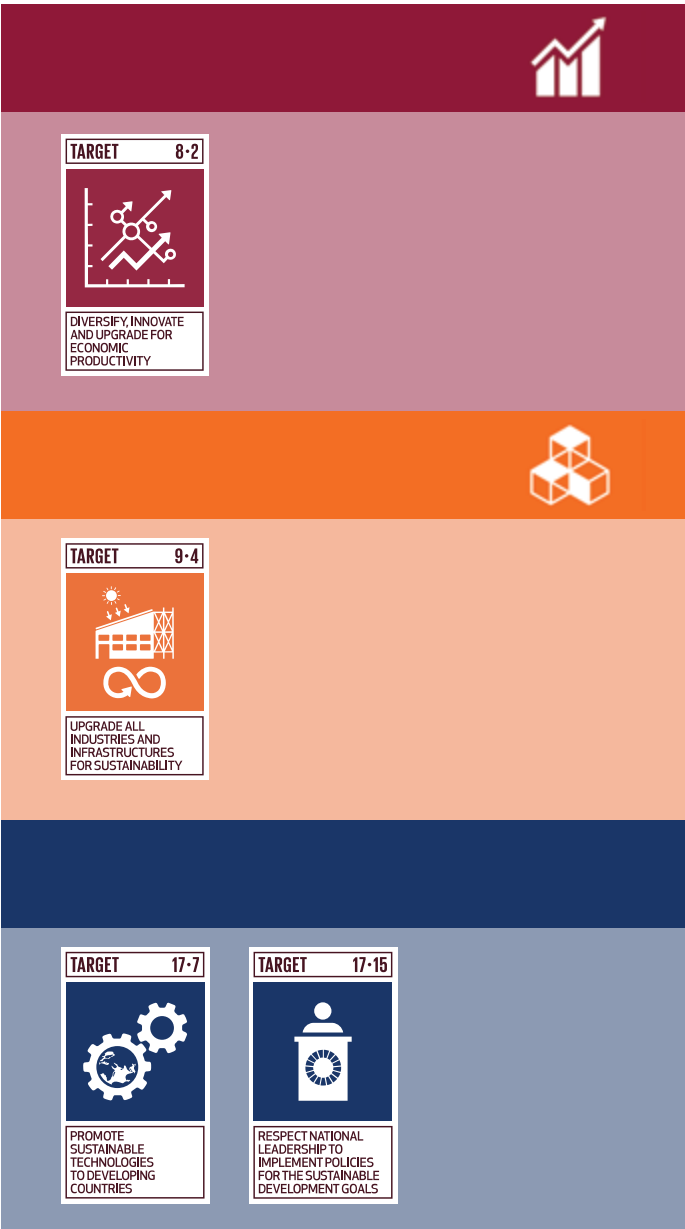 TARGET 8·2
DIVERSIFY, INNOVATE
AND UPGRADE FOR
ECONOMIC
PRODUCTIVITY
TARGET 9·4
UPGRADE ALL
INDUSTRIES AND
INFRASTRUCTURES
FOR SUSTAINABILITY
TARGET 17·7
PROMOTE
SUSTAINABLE
TECHNOLOGIES
TO DEVELOPING
COUNTRIES
TARGET 17·15
RESPECT NATIONAL
LEADERSHIP TO
IMPLEMENT POLICIES
FOR THE SUSTAINABLE
DEVELOPMENT GOALS